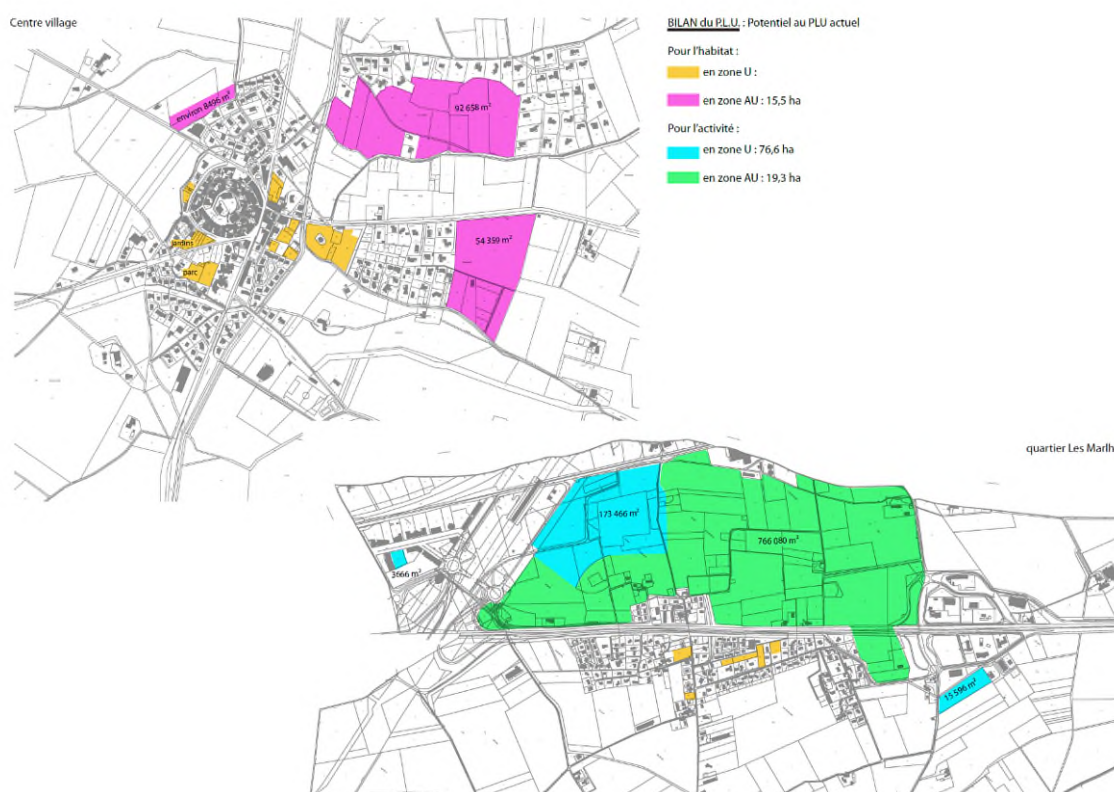 Centre village
BILAN du P.L.U. : Potentiel au PLU actuel
Pour l'habitat :
en zone U :
en zone AU : 15,5 ha
Pour l'activité :
en zone U : 76,6 ha
en zone AU : 19,3 ha
environ 8496 m²
92 658 m²
54 359 m²
jardins
parc
quartier Les Marlh
173 466 m²
766 080 m²
3666 m²
15 596 m²